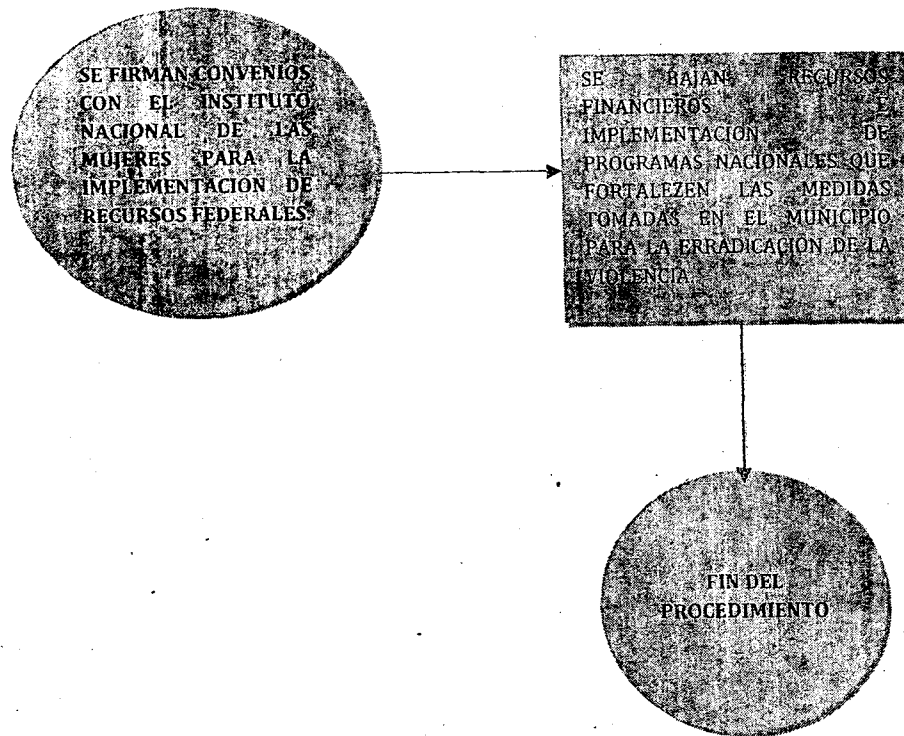 SE FIRMAN CONVENIOS
CON EL INSTITUTO
NACIONAL DE LAS
MUJERES PARA LA
IMPLEMENTACION DE
RECURSOS FEDERALES
SE BAJAN RECURSOS
FINANCIEROS E
IMPLEMENTACION DE
PROGRAMAS NACIONALES QUE
FORTALEZEN LAS MEDIDAS
TOMADAS EN EL MUNICIPIO
PARA LA ERRADICACION DE LA
VIOLENCIA
FIN DEL
PROCEDIMIENTO